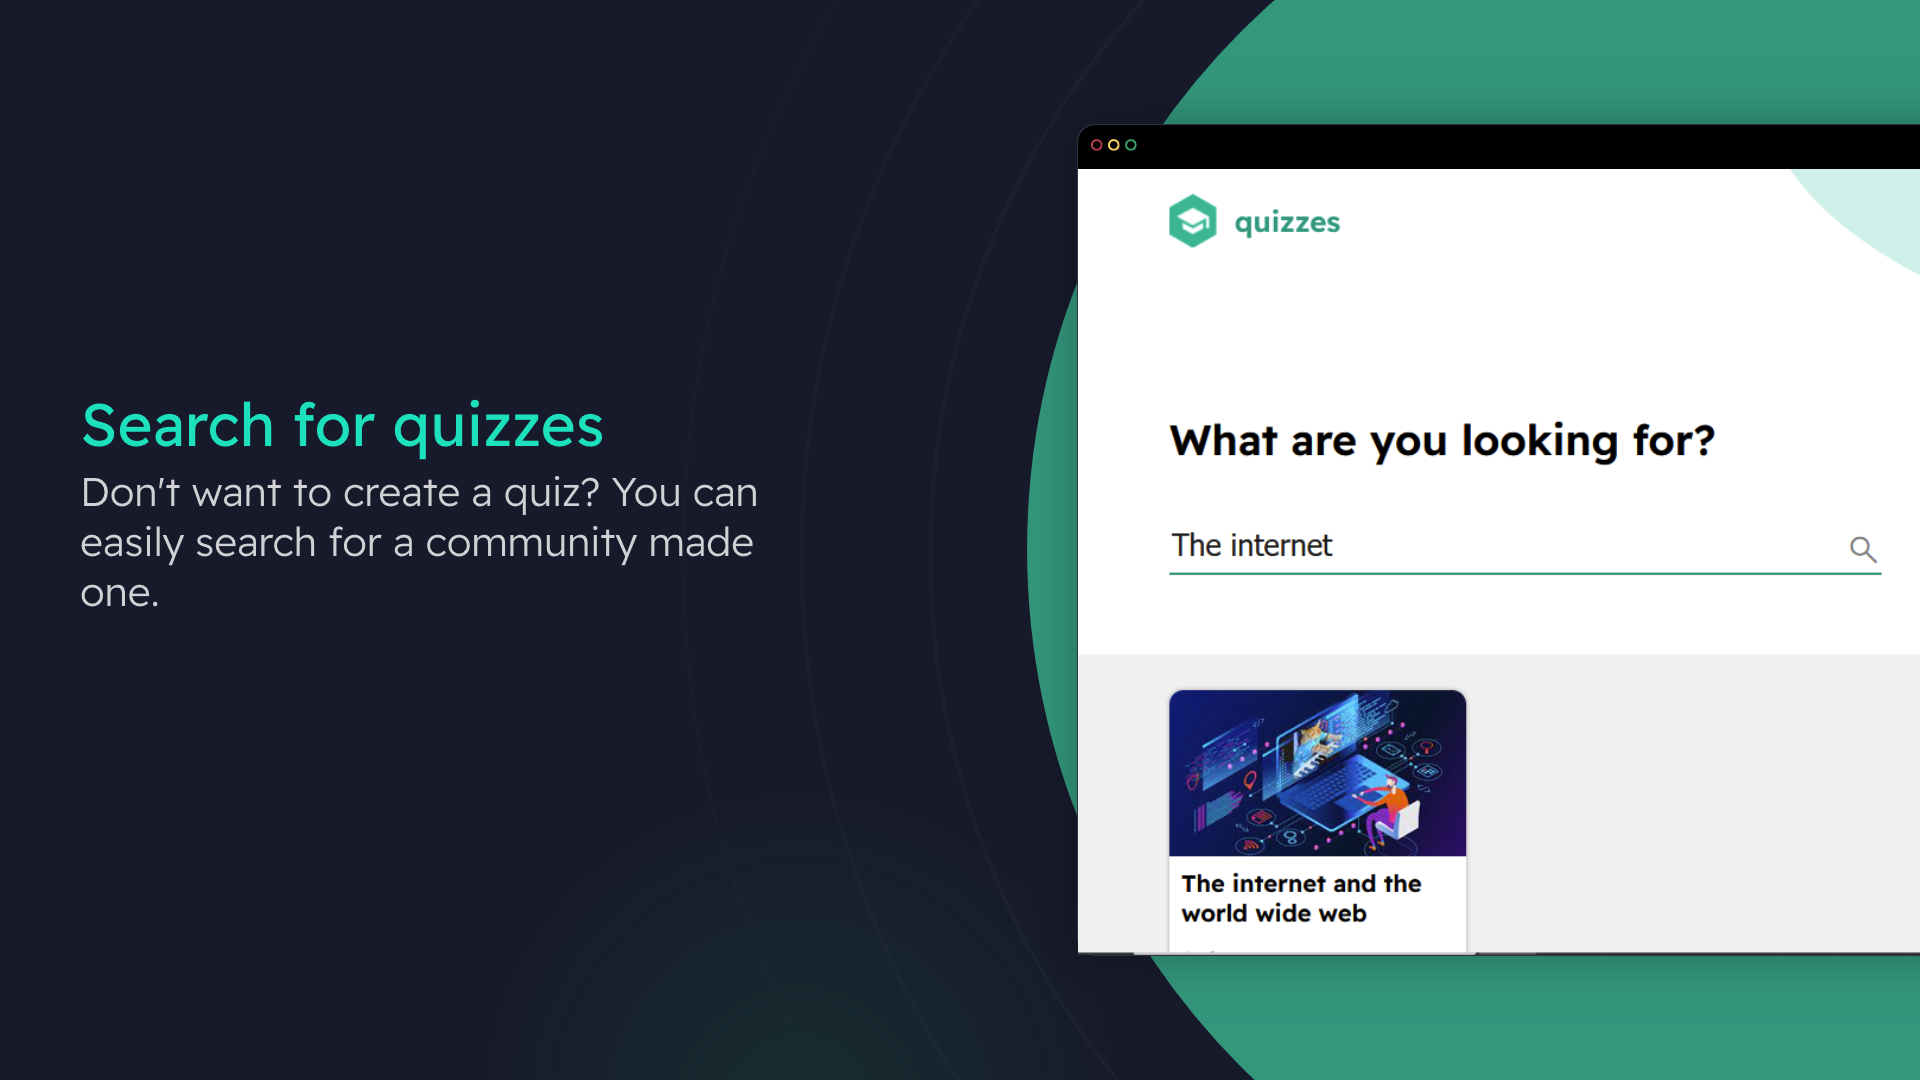 Search for quizzes
Don't want to create a quiz? You can
easily search for a community made
one.
quizzes
What are you looking for?
The internet
The internet and the
world wide web